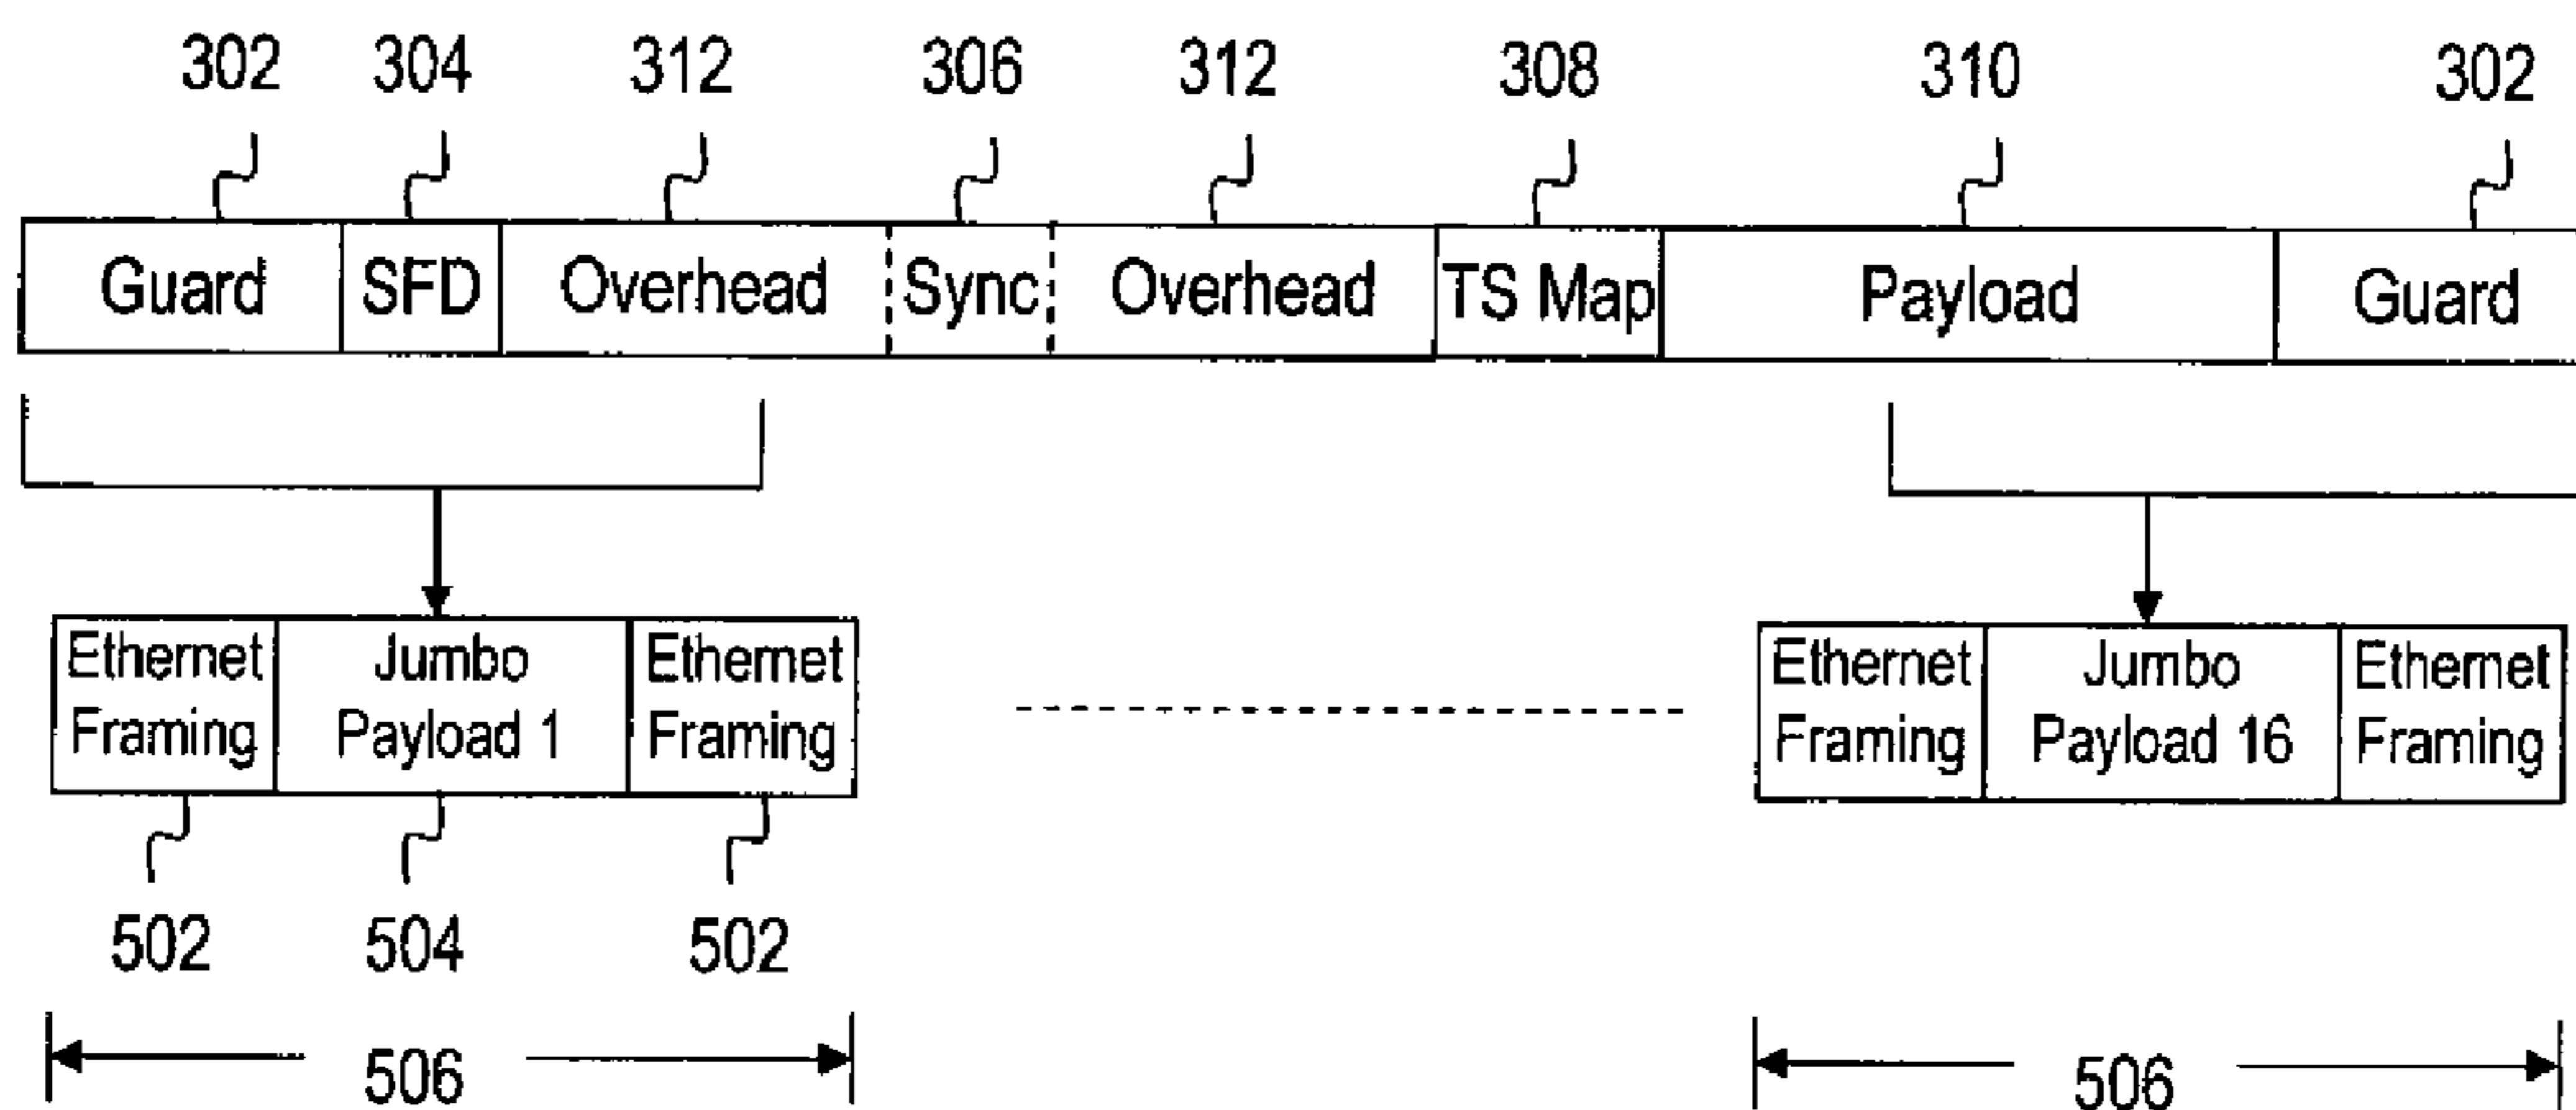 302 304 312 306 312 308 310 302
Guard SFD Overhead Sync Overhead TS Map Payload Guard
Ethernet Jumbo Ethernet Ethernet Jumbo Ethernet
Framing Payload 1 Framing Framing Payload 16 Framing
502 504 502
506 506